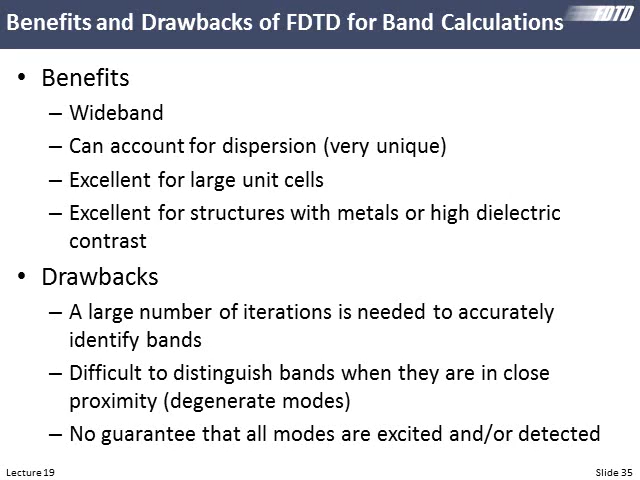 Benefits and Drawbacks of FDTD for Band Calculations
FDTD
• Benefits
– Wideband
– Can account for dispersion (very unique)
– Excellent for large unit cells
– Excellent for structures with metals or high dielectric
contrast
• Drawbacks
– A large number of iterations is needed to accurately
identify bands
– Difficult to distinguish bands when they are in close
proximity (degenerate modes)
– No guarantee that all modes are excited and/or detected
Lecture 19
Slide 35